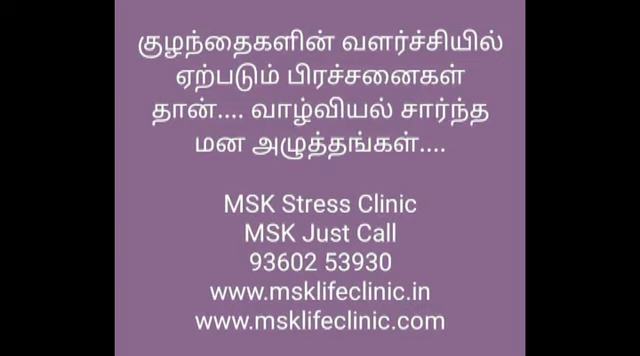 குழந்தைகளின் வளர்ச்சியில்
ஏற்படும் பிரச்சனைகள்
தான்.... வாழ்வியல் சார்ந்த
மன அழுத்தங்கள்....
MSK Stress Clinic
MSK Just Call
93602 53930
www.msklifeclinic.in
www.msklifeclinic.com